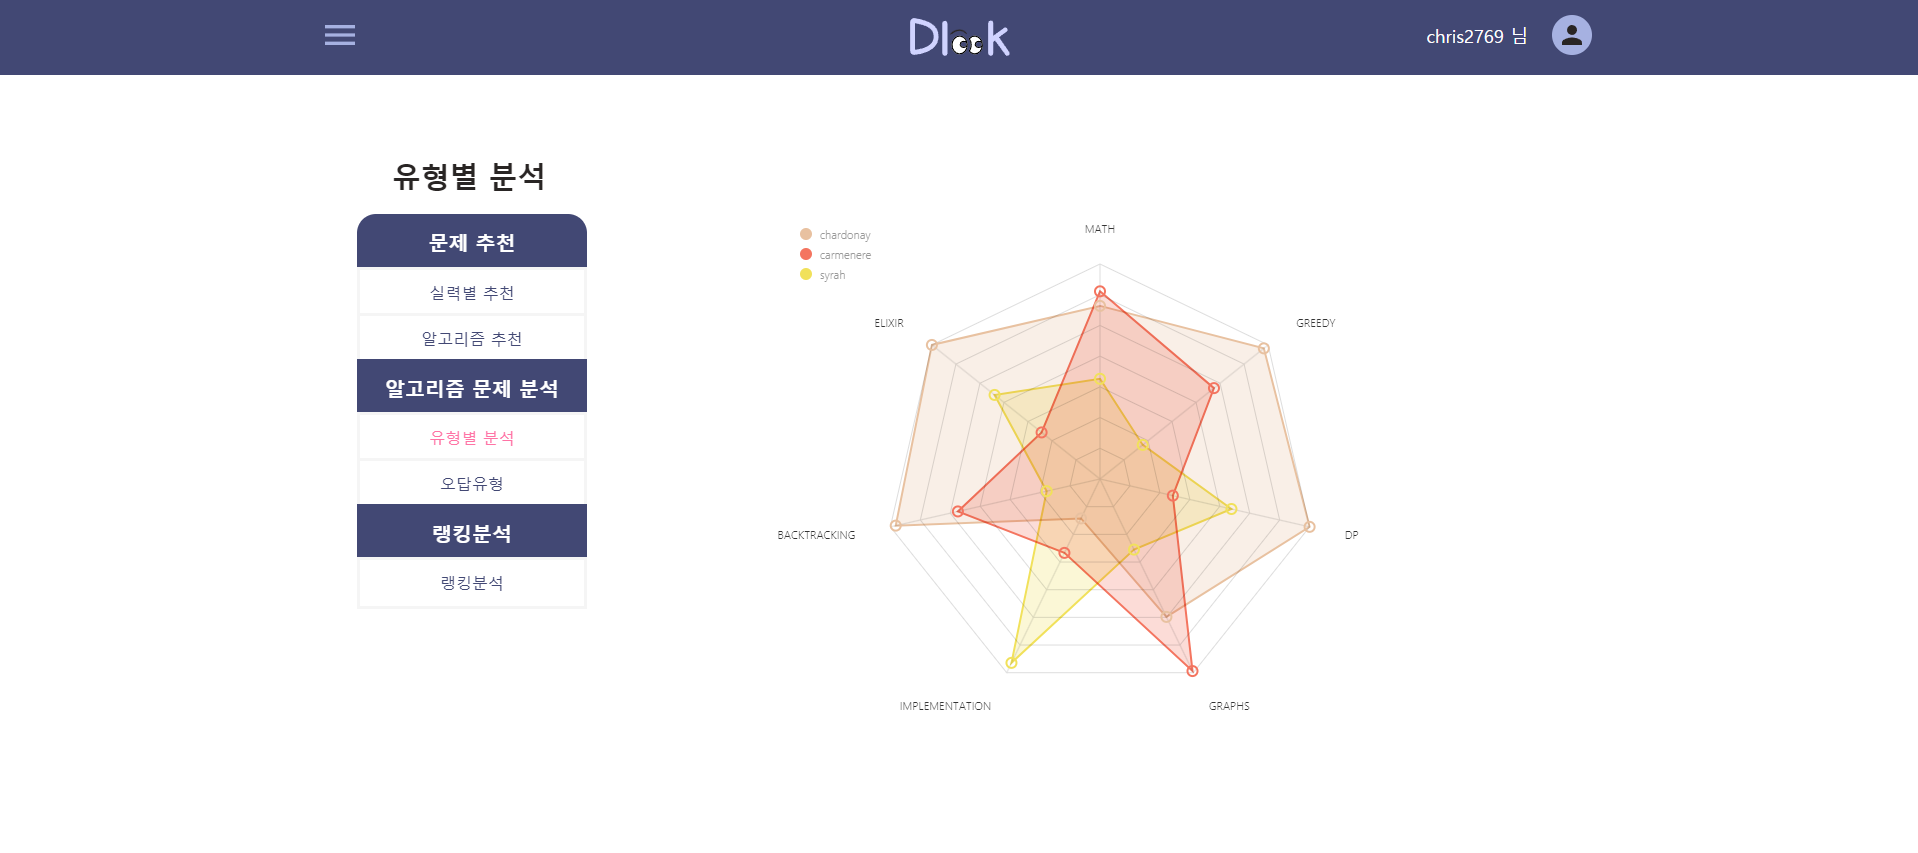 Dlook
chris2769 님
유형별 분석
문제 추천
실력별 추천
알고리즘 추천
알고리즘 문제 분석
유형별 분석
오답유형
랭킹분석
랭킹분석
chardonay
carmenere
syrah
MATH
GREEDY
DP
GRAPHS
IMPLEMENTATION
BACKTRACKING
ELIXIR